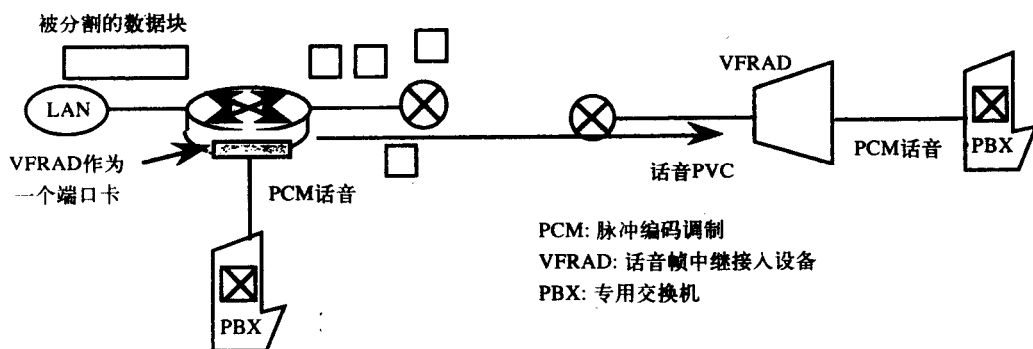 被分割的数据块
LAN
VFRAD作为
一个端口卡
PCM话音
PBX
VFRAD
话音PVC
PCM话音
PBX
PCM: 脉冲编码调制
VFRAD: 话音帧中继接入设备
PBX: 专用交换机